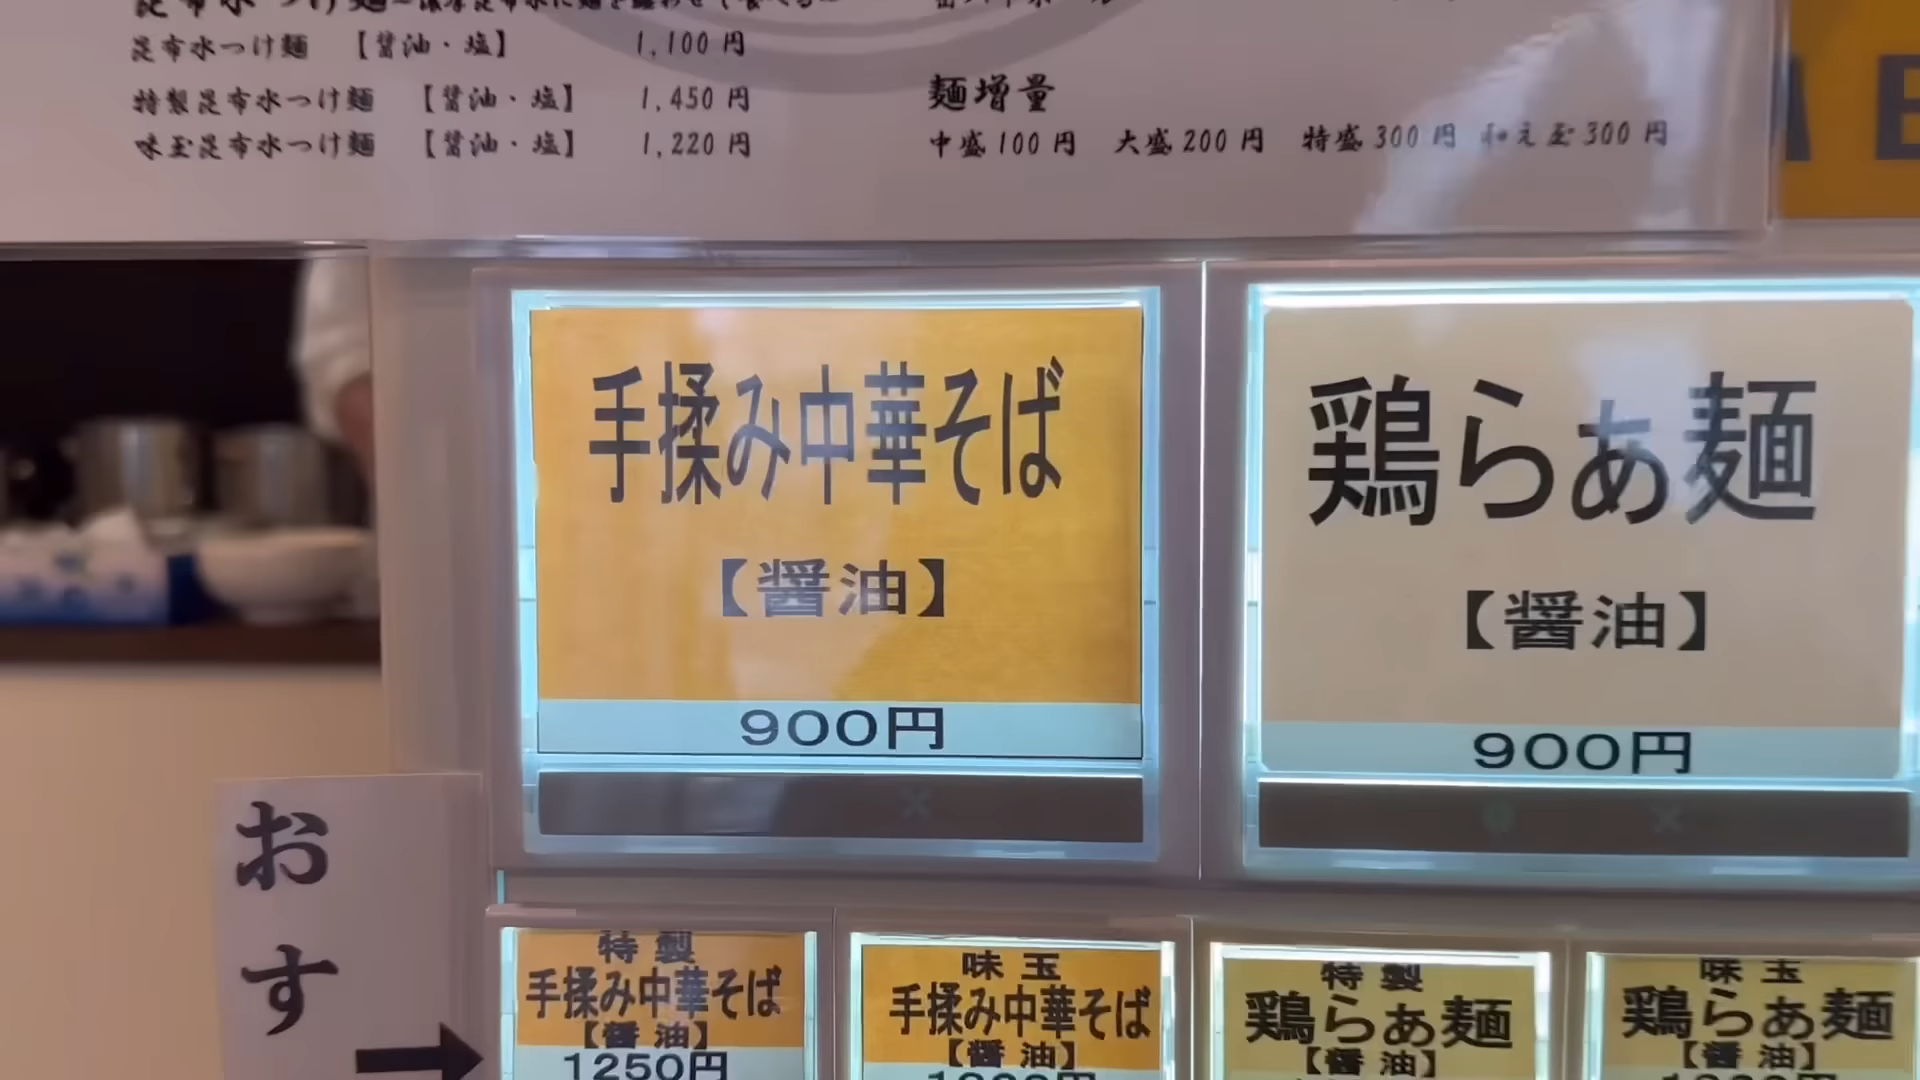 昆布水つけ麺 【醤油・塩】 1,100円
特製昆布水つけ麺 【醤油・塩】 1,450円
味玉昆布水つけ麺 【醤油・塩】 1,220円
麺増量
中盛100円 大盛200円 特盛300円 和え玉300円
手揉み中華そば
【醤油】
900円
鶏らぁ麺
【醤油】
900円
おす
特製
手揉み中華そば
【醤油】
1250円
味玉
手揉み中華そば
【醤油】
特製
鶏らぁ麺
【醤油】
味玉
鶏らぁ麺
【醤油】